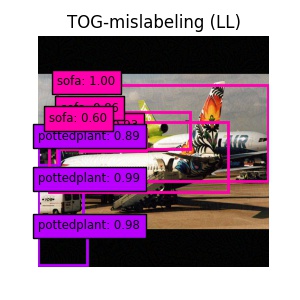 TOG-mislabeling (LL)
sofa: 1.00
sofa: 0.60
pottedplant: 0.89
pottedplant: 0.99
pottedplant: 0.98